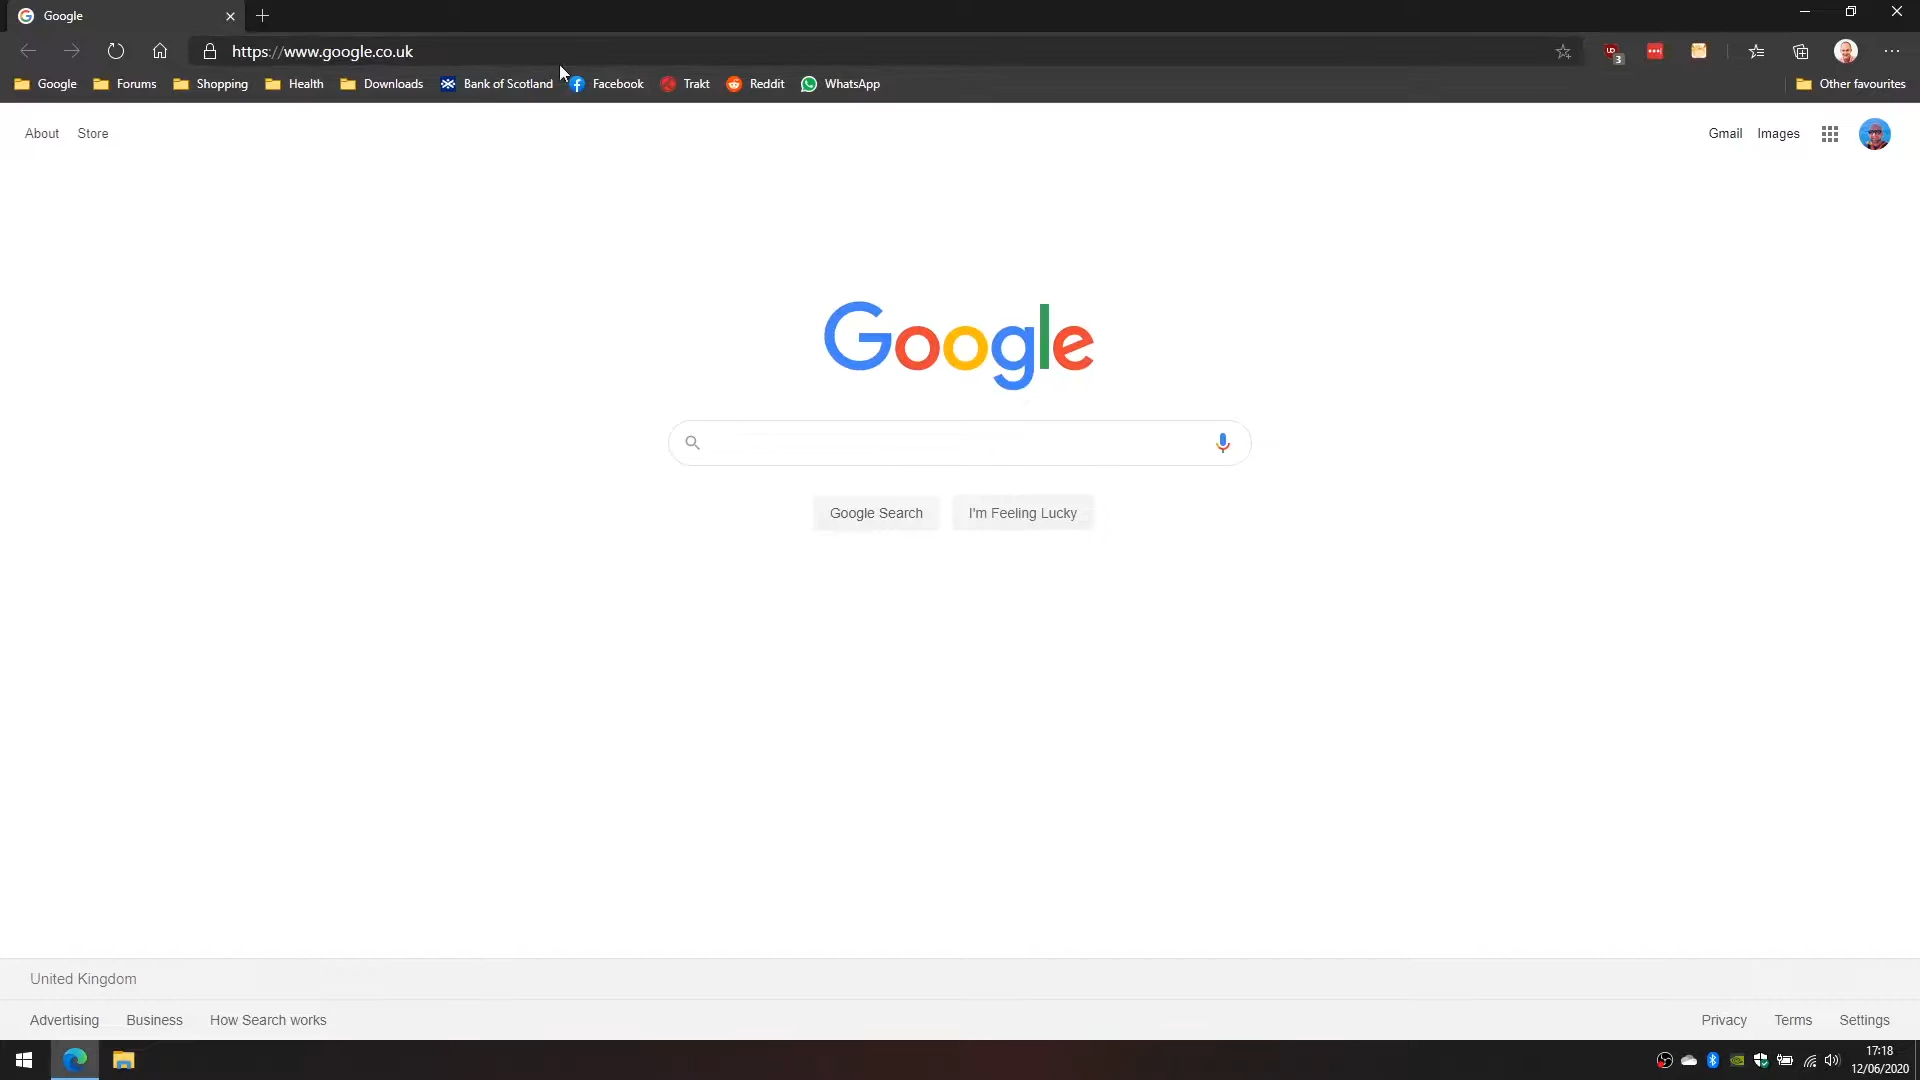 Google
https://www.google.co.uk
3
Google Forums Shopping Health Downloads Bank of Scotland Facebook Trakt Reddit WhatsApp Other favourites
About Store Gmail Images
Google
Google Search I'm Feeling Lucky
United Kingdom
Advertising Business How Search works Privacy Terms Settings
17:18
12/06/2020